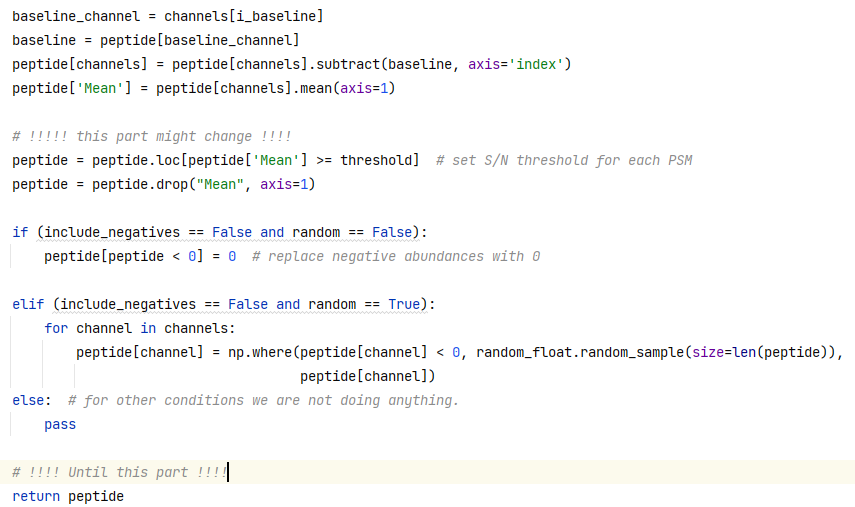 baseline_channel = channels[i_baseline]
baseline = peptide[baseline_channel]
peptide[channels] = peptide[channels].subtract(baseline, axis='index')
peptide['Mean'] = peptide[channels].mean(axis=1)
# !!!!! this part might change !!!!
peptide = peptide.loc[peptide['Mean'] >= threshold]  # set S/N threshold for each PSM
peptide = peptide.drop("Mean", axis=1)
if (include_negatives == False and random == False):
    peptide[peptide < 0] = 0  # replace negative abundances with 0
elif (include_negatives == False and random == True):
    for channel in channels:
        peptide[channel] = np.where(peptide[channel] < 0, random_float.random_sample(size=len(peptide)),
                                    peptide[channel])
else:  # for other conditions we are not doing anything.
    pass
# !!!! Until this part !!!!
return peptide